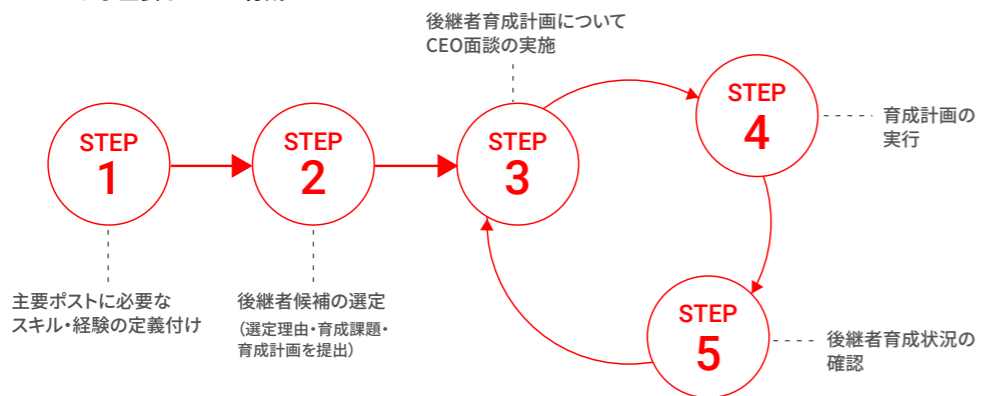 後継者育成計画について
CEO面談の実施
STEP
1
STEP
2
STEP
3
STEP
4
育成計画の
実行
主要ポストに必要な
スキル・経験の定義付け
後継者候補の選定
（選定理由・育成課題・
育成計画を提出）
STEP
5
後継者育成状況の
確認